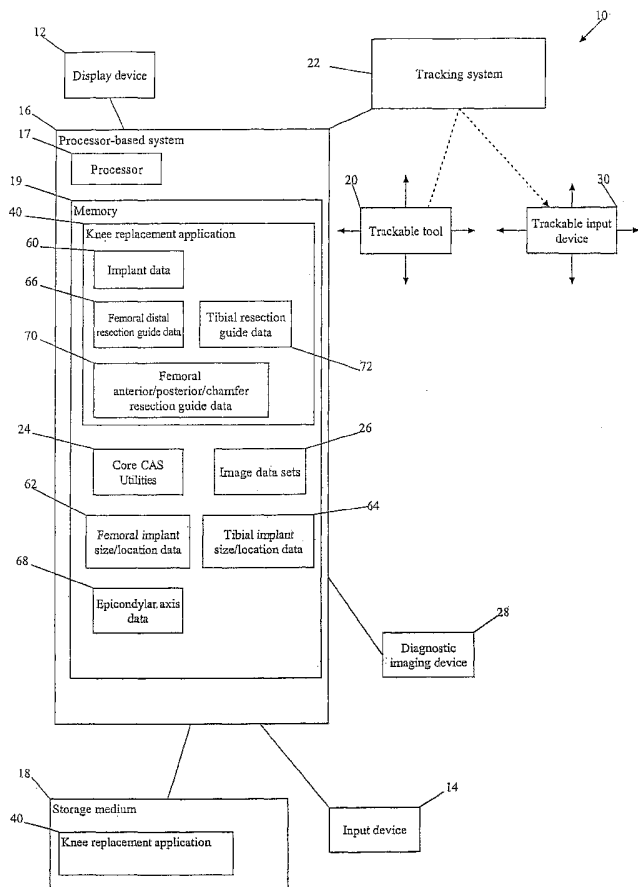 10
12
Display device
22
Tracking system
16
Processor-based system
17
Processor
19
Memory
40
Knee replacement application
60
Implant data
66
Femoral distal
resection guide data
Tibial resection
guide data
72
70
Femoral
anterior/posterior/chamfer
resection guide data
20
Trackable tool
30
Trackable input
device
24
Core CAS
Utilities
26
Image data sets
62
Femoral implant
size/location data
64
Tibial implant
size/location data
68
Epicondylar axis
data
28
Diagnostic
imaging device
18
Storage medium
40
Knee replacement application
14
Input device